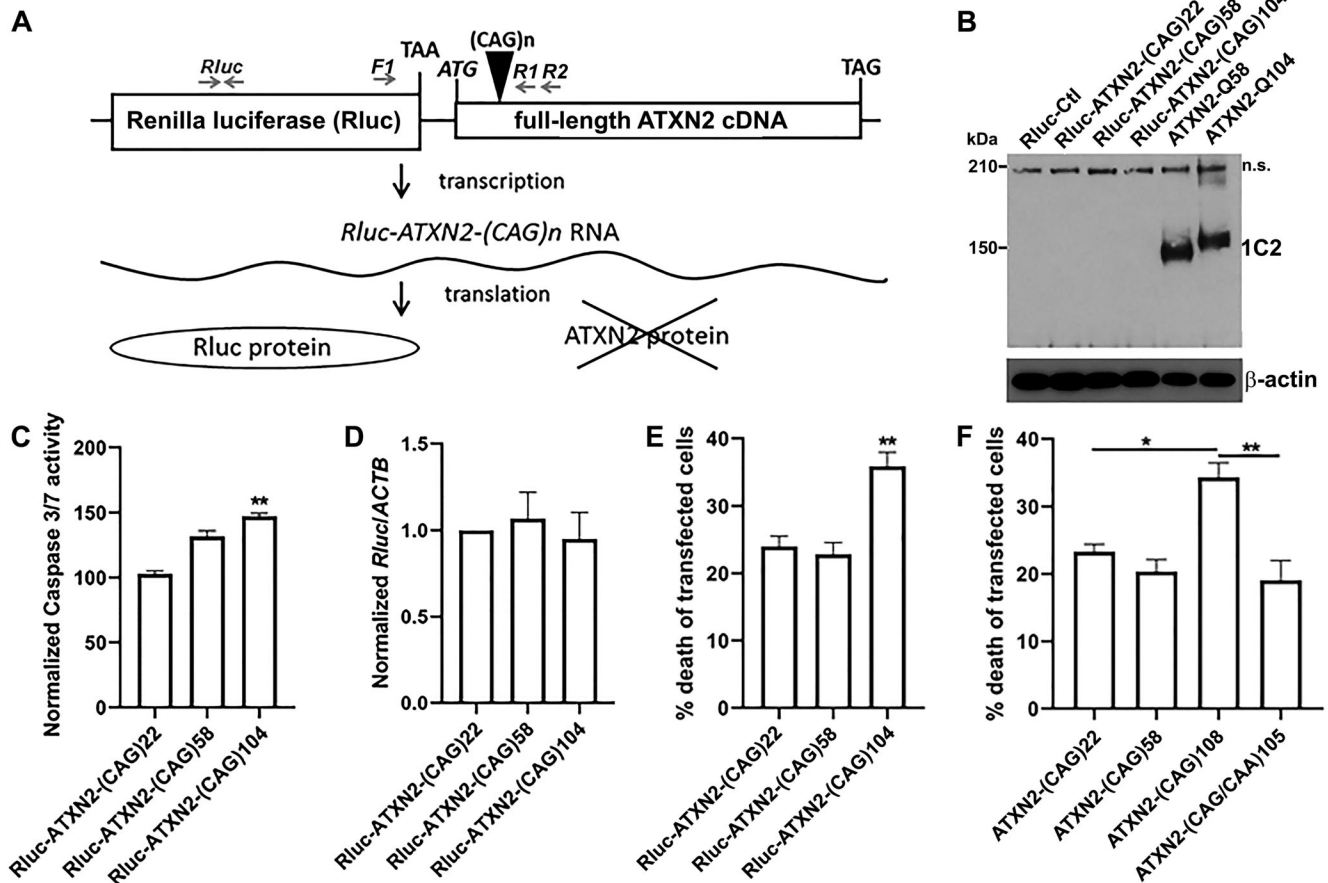 A
(CAG)n
TAA
Rluc
F1
ATG
R1 R2
TAG
Renilla luciferase (Rluc)
full-length ATXN2 cDNA
transcription
Rluc-ATXN2-(CAG)n RNA
translation
Rluc protein
ATXN2 protein
B
Rluc-Ctl
Rluc-ATXN2-(CAG)22
Rluc-ATXN2-(CAG)58
Rluc-ATXN2-(CAG)104
ATXN2-Q58
ATXN2-Q104
kDa
210
n.s.
150
1C2
β-actin
C
Normalized Caspase 3/7 activity
200
150
100
50
0
**
Rluc-ATXN2-(CAG)22
Rluc-ATXN2-(CAG)58
Rluc-ATXN2-(CAG)104
D
Normalized Rluc/ACTB
1.5
1.0
0.5
0.0
Rluc-ATXN2-(CAG)22
Rluc-ATXN2-(CAG)58
Rluc-ATXN2-(CAG)104
E
% death of transfected cells
40
30
20
10
0
**
Rluc-ATXN2-(CAG)22
Rluc-ATXN2-(CAG)58
Rluc-ATXN2-(CAG)104
F
% death of transfected cells
40
30
20
10
0
*
**
ATXN2-(CAG)22
ATXN2-(CAG)58
ATXN2-(CAG)108
ATXN2-(CAG/CAA)105